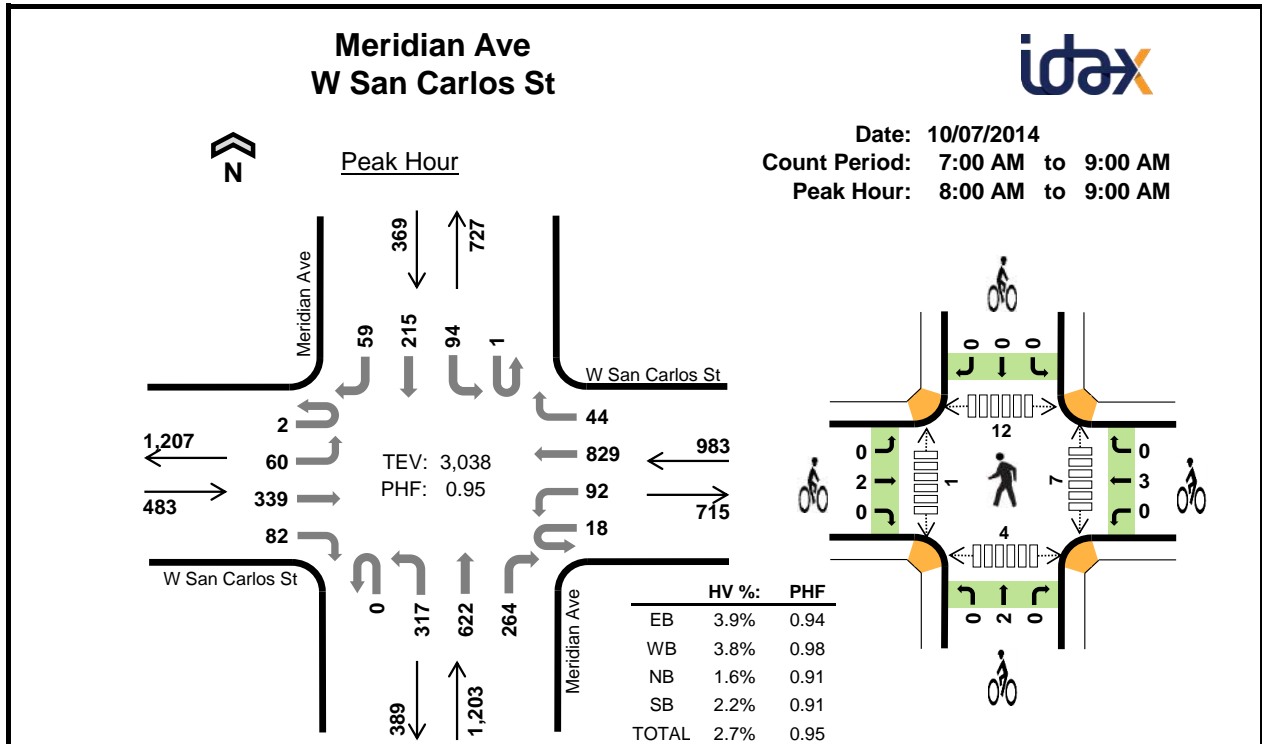 Meridian Ave
W San Carlos St
idax
N
Peak Hour
Date: 10/07/2014
Count Period: 7:00 AM to 9:00 AM
Peak Hour: 8:00 AM to 9:00 AM
369
727
Meridian Ave
59
215
94
1
W San Carlos St
2
60
339
82
1,207
483
TEV: 3,038
PHF: 0.95
44
829
92
18
983
715
W San Carlos St
0
317
622
264
Meridian Ave
389
1,203
HV %: PHF
EB 3.9% 0.94
WB 3.8% 0.98
NB 1.6% 0.91
SB 2.2% 0.91
TOTAL 2.7% 0.95
0 0 0
12
0
2
0
1
7
0
3
0
4
0 2 0